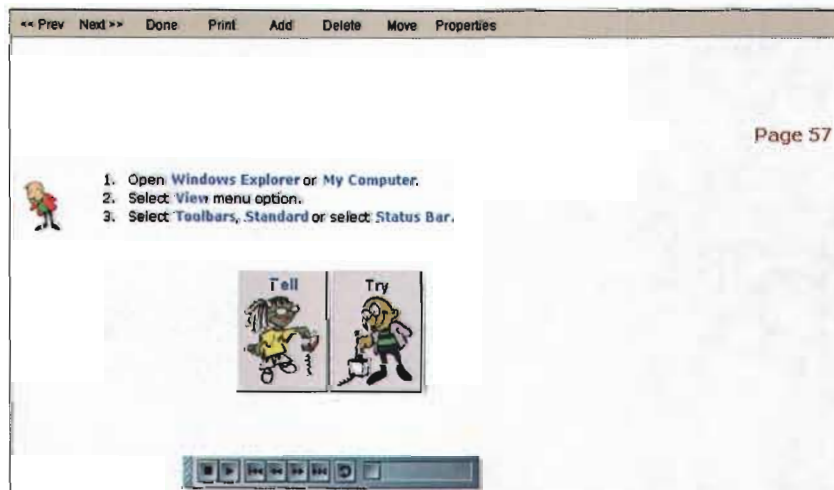 << Prev Next >> Done Print Add Delete Move Properties
Page 57
1. Open Windows Explorer or My Computer.
2. Select View menu option.
3. Select Toolbars, Standard or select Status Bar.
Tell Try